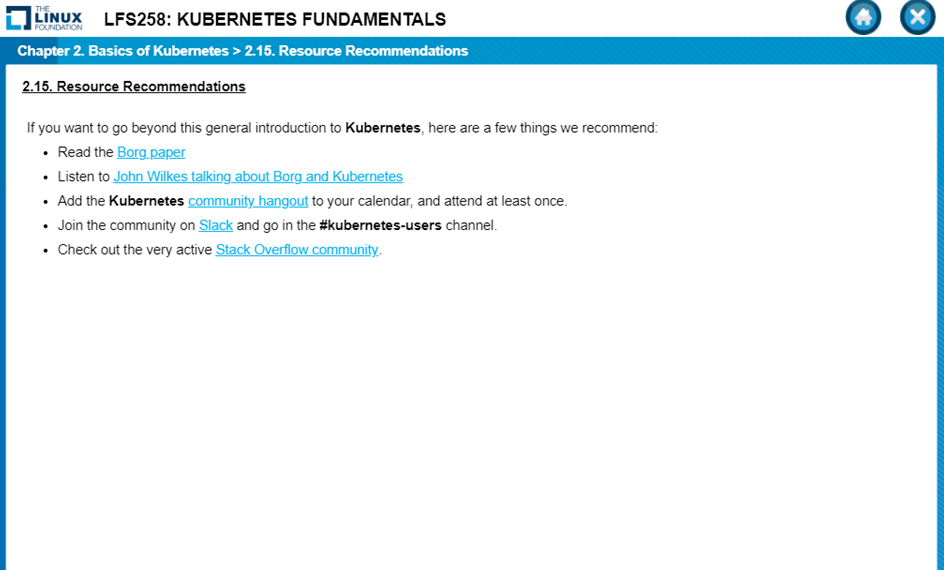 THE
LINUX
FOUNDATION
LFS258: KUBERNETES FUNDAMENTALS
Chapter 2. Basics of Kubernetes > 2.15. Resource Recommendations
2.15. Resource Recommendations
If you want to go beyond this general introduction to Kubernetes, here are a few things we recommend:
• Read the Borg paper
• Listen to John Wilkes talking about Borg and Kubernetes
• Add the Kubernetes community hangout to your calendar, and attend at least once.
• Join the community on Slack and go in the #kubernetes-users channel.
• Check out the very active Stack Overflow community.